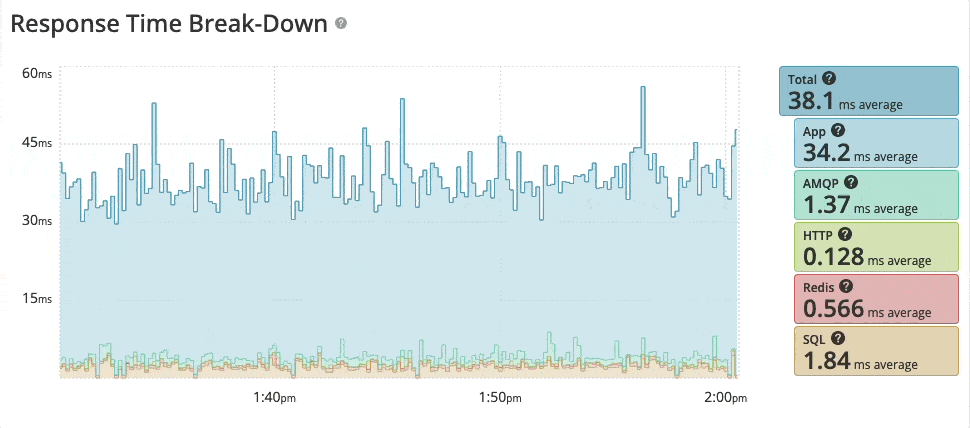 Response Time Break-Down ?
60ms
45ms
30ms
15ms
1:40pm 1:50pm 2:00pm
Total ?
38.1 ms average
App ?
34.2 ms average
AMQP ?
1.37 ms average
HTTP ?
0.128 ms average
Redis ?
0.566 ms average
SQL ?
1.84 ms average